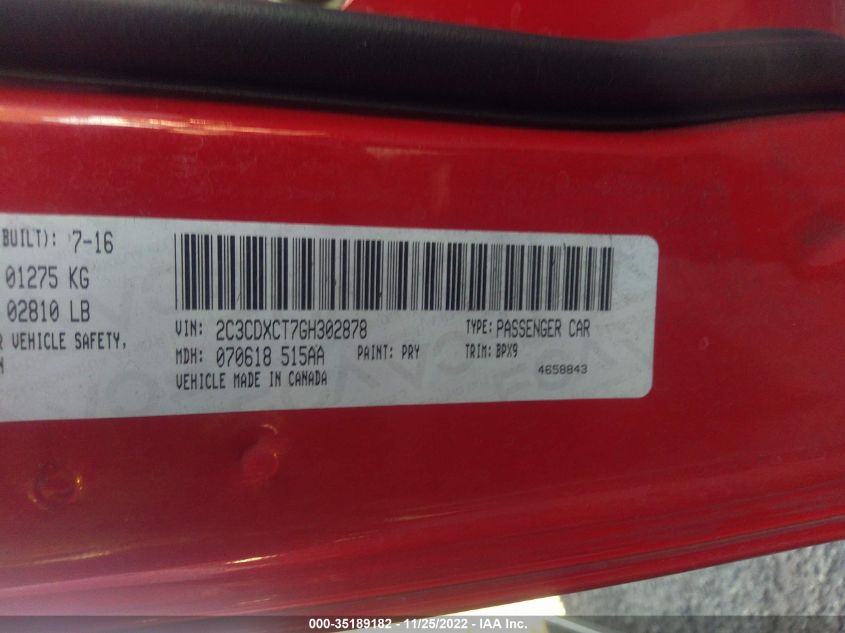 BUILT): 7-16
01275 KG
02810 LB
VEHICLE SAFETY,
N
VIN: 2C3CDXCT7GH302878 TYPE: PASSENGER CAR
MDH: 070618 515AA PAINT: PRY TRIM: BPX9
VEHICLE MADE IN CANADA 4658843
000-35189182 - 11/25/2022 - IAA Inc.